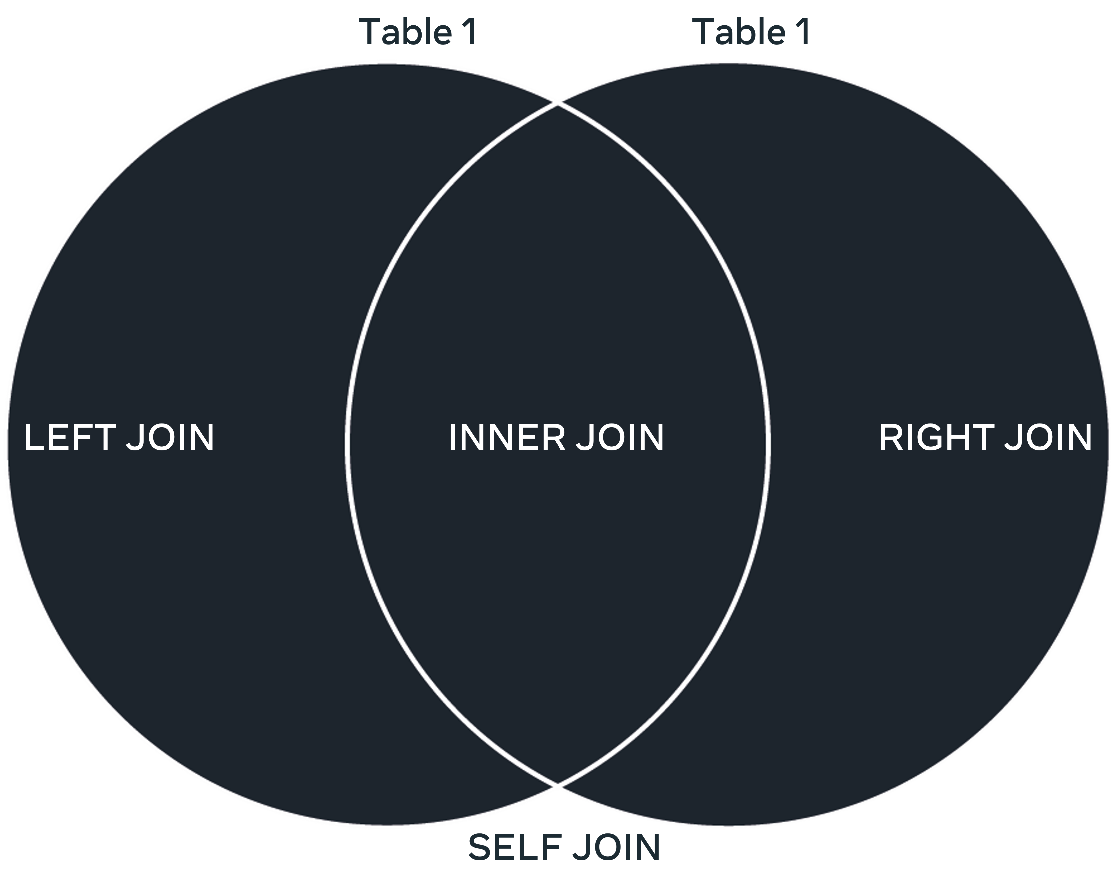 Table 1
Table 1
LEFT JOIN
INNER JOIN
RIGHT JOIN
SELF JOIN